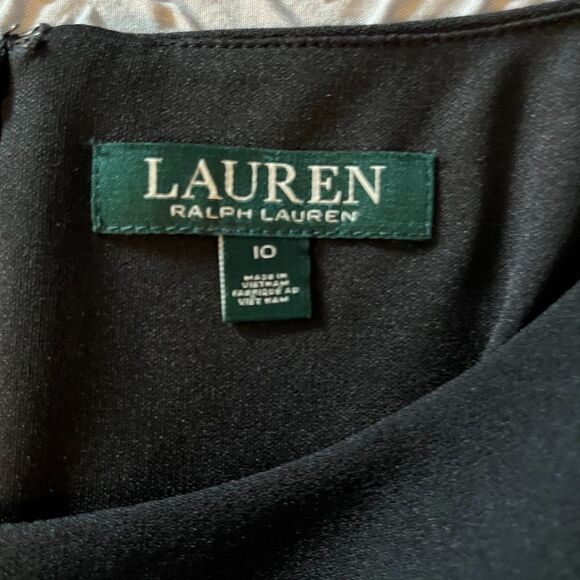 LAUREN
RALPH LAUREN
10
MADE IN
VIETNAM
FABRIQUÉ AU
VIET NAM